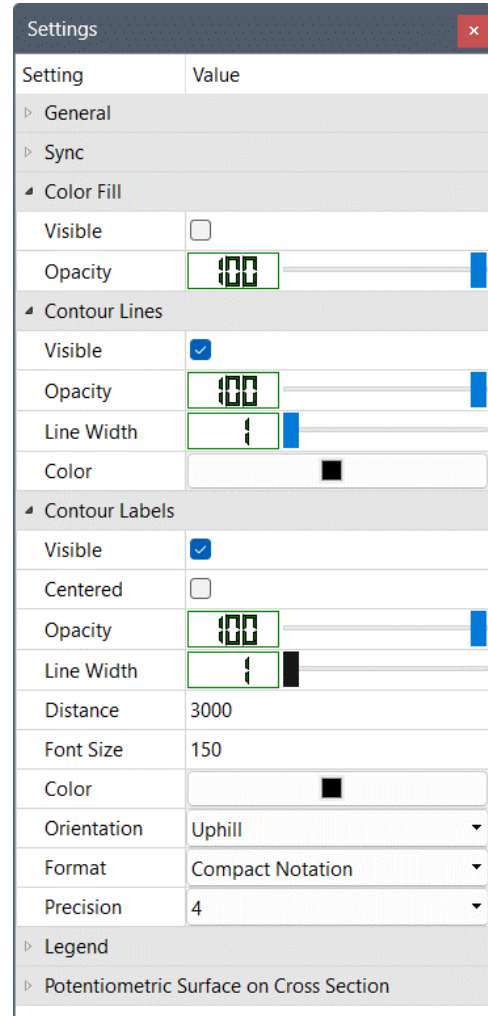 Settings
Setting Value
General
Sync
Color Fill
Visible
Opacity 100
Contour Lines
Visible
Opacity 100
Line Width 1
Color
Contour Labels
Visible
Centered
Opacity 100
Line Width 1
Distance 3000
Font Size 150
Color
Orientation Uphill
Format Compact Notation
Precision 4
Legend
Potentiometric Surface on Cross Section